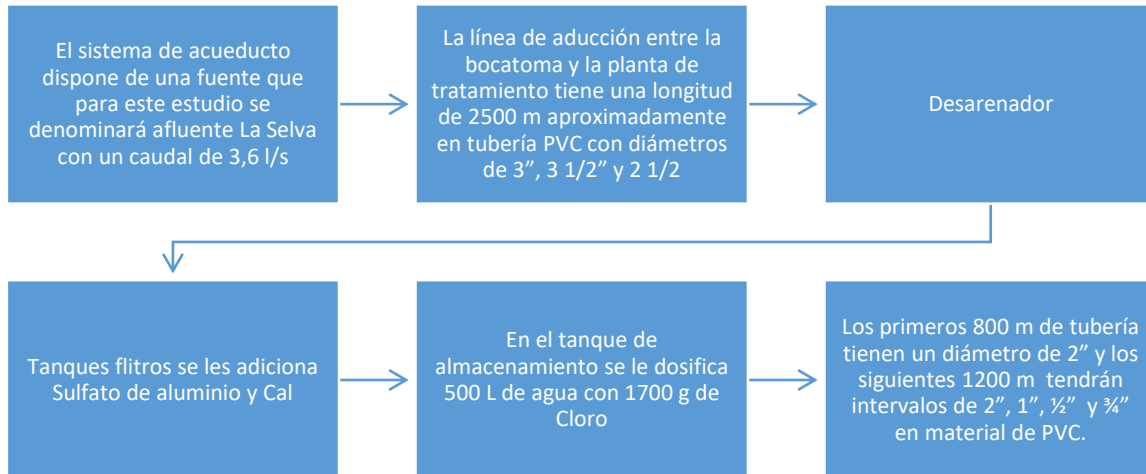 El sistema de acueducto
dispone de una fuente que
para este estudio se
denominará afluente La Selva
con un caudal de 3,6 l/s
La línea de aducción entre la
bocatoma y la planta de
tratamiento tiene una longitud
de 2500 m aproximadamente
en tubería PVC con diámetros
de 3”, 3 1/2” y 2 1/2
Desarenador
Tanques flitros se les adiciona
Sulfato de aluminio y Cal
En el tanque de
almacenamiento se le dosifica
500 L de agua con 1700 g de
Cloro
Los primeros 800 m de tubería
tienen un diámetro de 2” y los
siguientes 1200 m tendrán
intervalos de 2”, 1”, ½” y ¾”
en material de PVC.